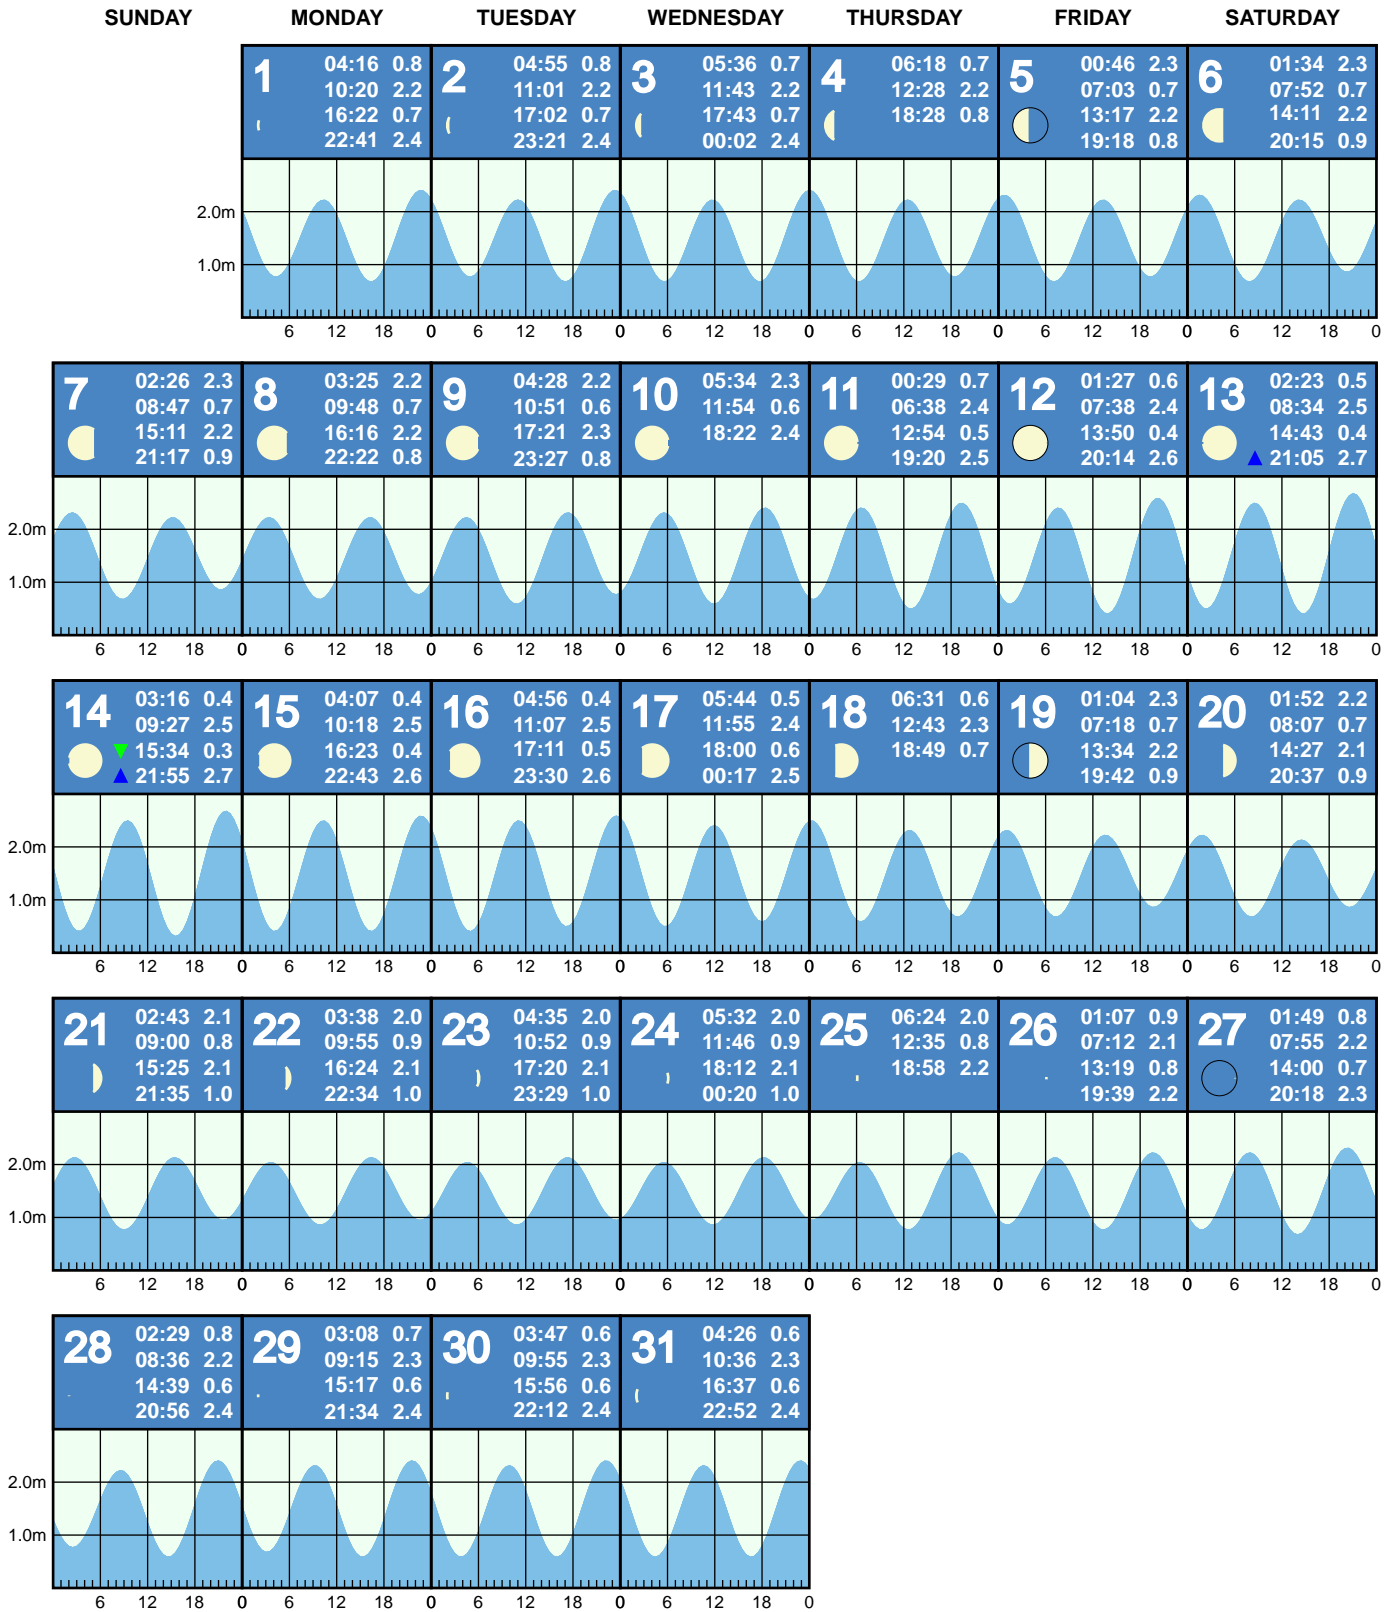 SUNDAY MONDAY TUESDAY WEDNESDAY THURSDAY FRIDAY SATURDAY
1 04:16 0.8
10:20 2.2
16:22 0.7
22:41 2.4
2 04:55 0.8
11:01 2.2
17:02 0.7
23:21 2.4
3 05:36 0.7
11:43 2.2
17:43 0.7
00:02 2.4
4 06:18 0.7
12:28 2.2
18:28 0.8
5 00:46 2.3
07:03 0.7
13:17 2.2
19:18 0.8
6 01:34 2.3
07:52 0.7
14:11 2.2
20:15 0.9
2.0m
1.0m
6 12 18 0 6 12 18 0 6 12 18 0 6 12 18 0 6 12 18 0 6 12 18 0
7 02:26 2.3
08:47 0.7
15:11 2.2
21:17 0.9
8 03:25 2.2
09:48 0.7
16:16 2.2
22:22 0.8
9 04:28 2.2
10:51 0.6
17:21 2.3
23:27 0.8
10 05:34 2.3
11:54 0.6
18:22 2.4
11 00:29 0.7
06:38 2.4
12:54 0.5
19:20 2.5
12 01:27 0.6
07:38 2.4
13:50 0.4
20:14 2.6
13 02:23 0.5
08:34 2.5
14:43 0.4
21:05 2.7
2.0m
1.0m
6 12 18 0 6 12 18 0 6 12 18 0 6 12 18 0 6 12 18 0 6 12 18 0 6 12 18 0
14 03:16 0.4
09:27 2.5
15:34 0.3
21:55 2.7
15 04:07 0.4
10:18 2.5
16:23 0.4
22:43 2.6
16 04:56 0.4
11:07 2.5
17:11 0.5
23:30 2.6
17 05:44 0.5
11:55 2.4
18:00 0.6
00:17 2.5
18 06:31 0.6
12:43 2.3
18:49 0.7
19 01:04 2.3
07:18 0.7
13:34 2.2
19:42 0.9
20 01:52 2.2
08:07 0.7
14:27 2.1
20:37 0.9
2.0m
1.0m
6 12 18 0 6 12 18 0 6 12 18 0 6 12 18 0 6 12 18 0 6 12 18 0 6 12 18 0
21 02:43 2.1
09:00 0.8
15:25 2.1
21:35 1.0
22 03:38 2.0
09:55 0.9
16:24 2.1
22:34 1.0
23 04:35 2.0
10:52 0.9
17:20 2.1
23:29 1.0
24 05:32 2.0
11:46 0.9
18:12 2.1
00:20 1.0
25 06:24 2.0
12:35 0.8
18:58 2.2
26 01:07 0.9
07:12 2.1
13:19 0.8
19:39 2.2
27 01:49 0.8
07:55 2.2
14:00 0.7
20:18 2.3
2.0m
1.0m
6 12 18 0 6 12 18 0 6 12 18 0 6 12 18 0 6 12 18 0 6 12 18 0 6 12 18 0
28 02:29 0.8
08:36 2.2
14:39 0.6
20:56 2.4
29 03:08 0.7
09:15 2.3
15:17 0.6
21:34 2.4
30 03:47 0.6
09:55 2.3
15:56 0.6
22:12 2.4
31 04:26 0.6
10:36 2.3
16:37 0.6
22:52 2.4
2.0m
1.0m
6 12 18 0 6 12 18 0 6 12 18 0 6 12 18 0